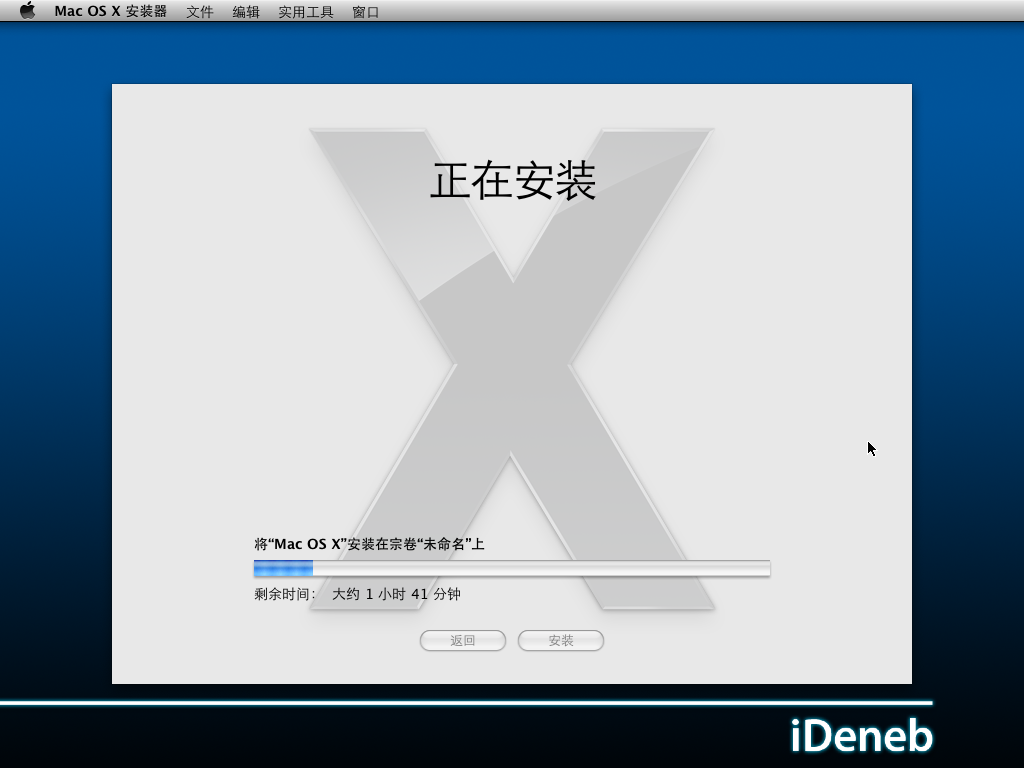 Mac OS X 安装器 文件 编辑 实用工具 窗口
正在安装
将“Mac OS X”安装在宗卷“未命名”上
剩余时间： 大约 1 小时 41 分钟
返回 安装
iDeneb